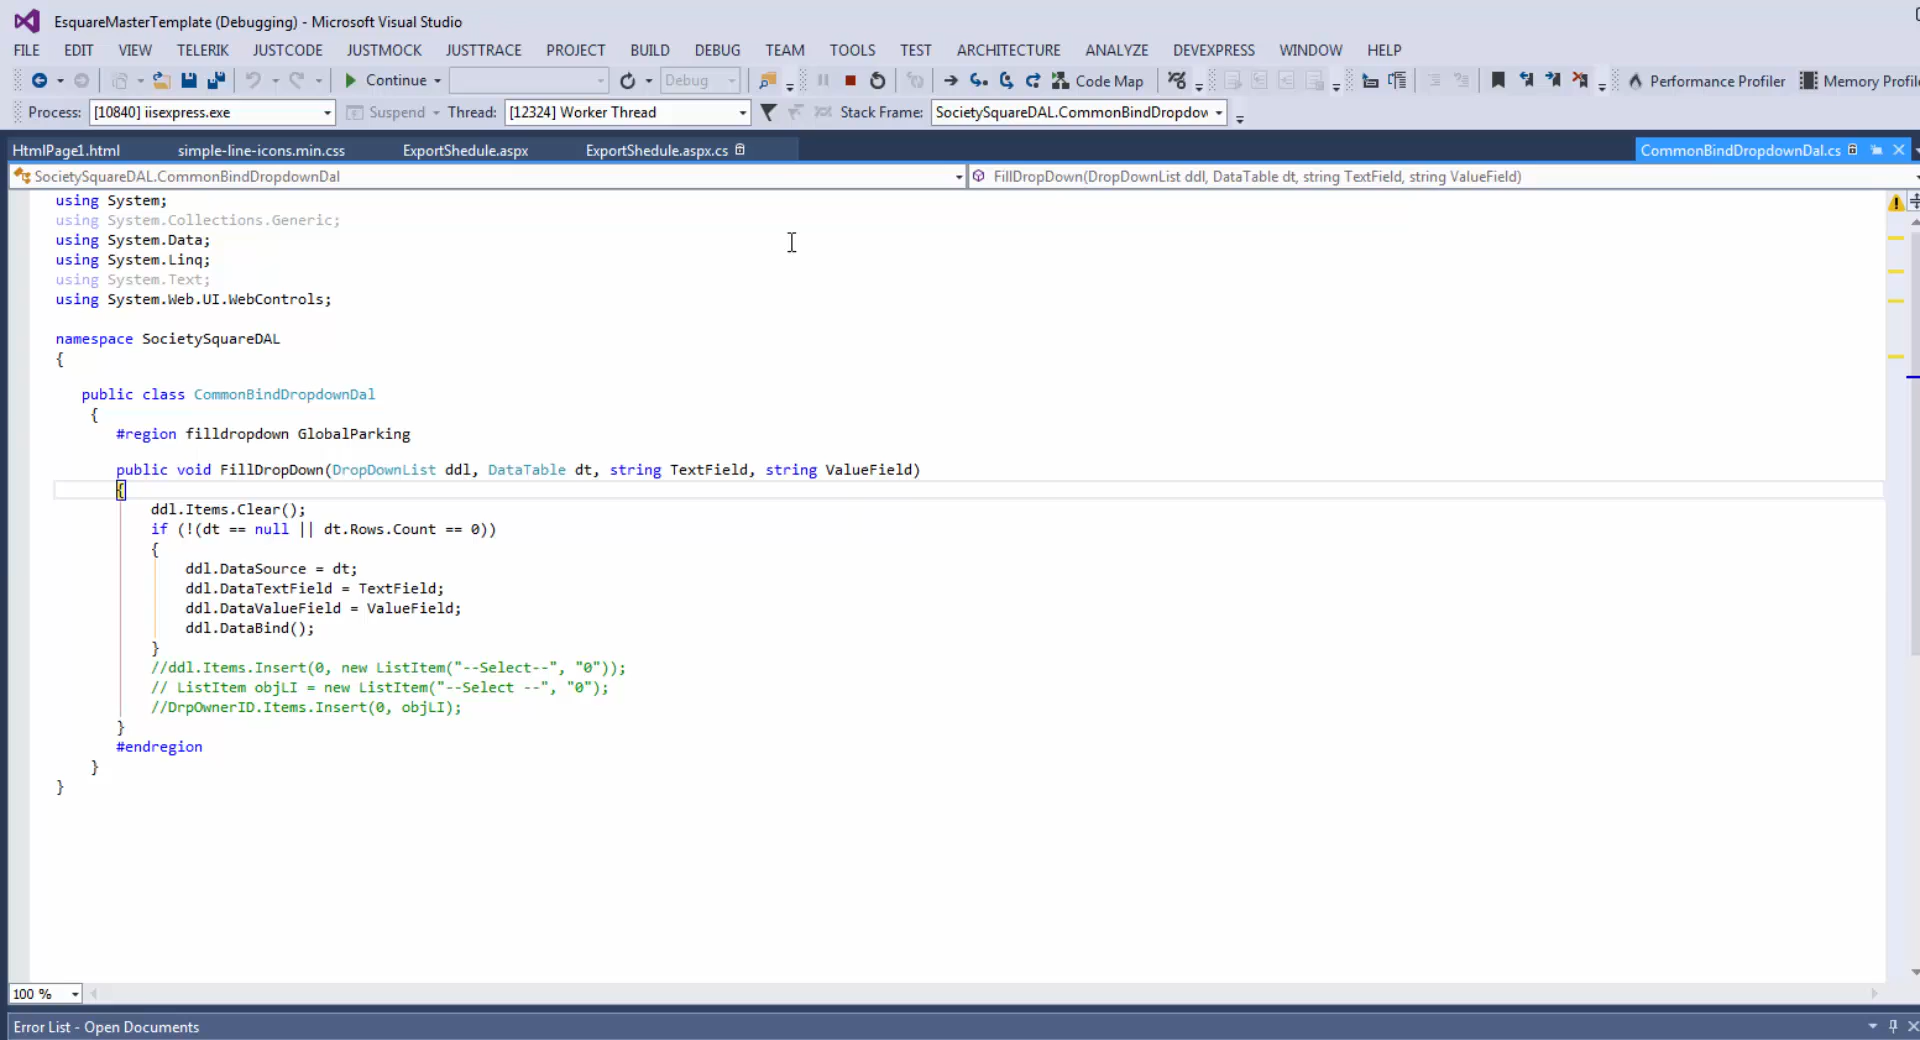 EsquareMasterTemplate (Debugging) - Microsoft Visual Studio
FILE EDIT VIEW TELERIK JUSTCODE JUSTMOCK JUSTTRACE PROJECT BUILD DEBUG TEAM TOOLS TEST ARCHITECTURE ANALYZE DEVEXPRESS WINDOW HELP
Continue Debug Code Map Performance Profiler Memory Profile
Process: [10840] iisexpress.exe Suspend Thread: [12324] Worker Thread Stack Frame: SocietySquareDAL.CommonBindDropdow
HtmlPage1.html simple-line-icons.min.css ExportShedule.aspx ExportShedule.aspx.cs CommonBindDropdownDal.cs
SocietySquareDAL.CommonBindDropdownDal FillDropDown(DropDownList ddl, DataTable dt, string TextField, string ValueField)
using System;
using System.Collections.Generic;
using System.Data;
using System.Linq;
using System.Text;
using System.Web.UI.WebControls;
namespace SocietySquareDAL
{
public class CommonBindDropdownDal
{
#region filldropdown GlobalParking
public void FillDropDown(DropDownList ddl, DataTable dt, string TextField, string ValueField)
{
ddl.Items.Clear();
if (!(dt == null || dt.Rows.Count == 0))
{
ddl.DataSource = dt;
ddl.DataTextField = TextField;
ddl.DataValueField = ValueField;
ddl.DataBind();
}
//ddl.Items.Insert(0, new ListItem("--Select--", "0"));
// ListItem objLI = new ListItem("--Select --", "0");
//DrpOwnerID.Items.Insert(0, objLI);
}
#endregion
}
}
100 %
Error List - Open Documents